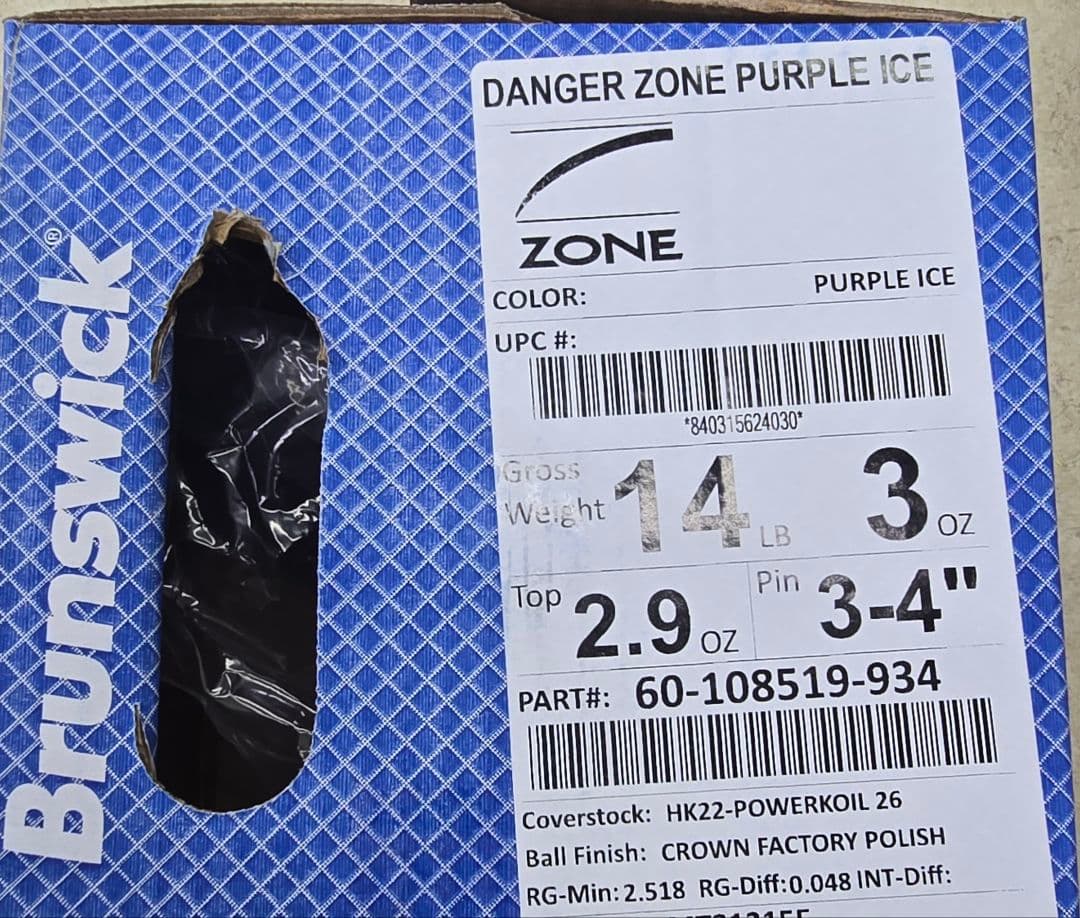 Brunswick®
DANGER ZONE PURPLE ICE
ZONE
COLOR: PURPLE ICE
UPC #:
*840315624030*
Gross Weight 14 LB 3 OZ
Top 2.9 OZ Pin 3-4"
PART#: 60-108519-934
Coverstock: HK22-POWERKOIL 26
Ball Finish: CROWN FACTORY POLISH
RG-Min: 2.518 RG-Diff:0.048 INT-Diff: